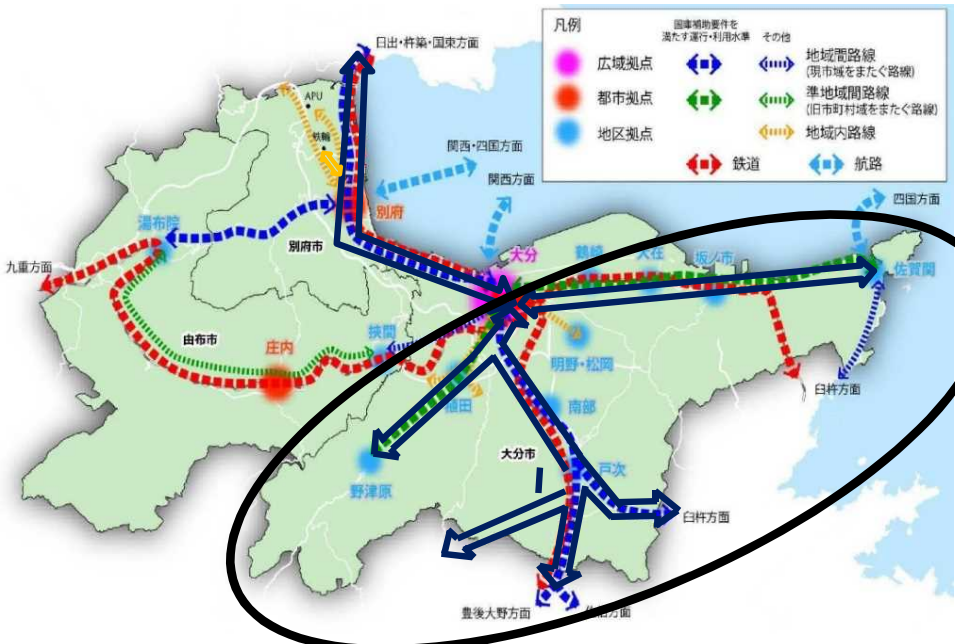 凡例
国庫補助要件を
満たす運行・利用水準
その他
広域拠点
地域間路線
(現市域をまたぐ路線)
都市拠点
準地域間路線
(旧市町村域をまたぐ路線)
地区拠点
地域内路線
鉄道
航路
日出・杵築・国東方面
APU
鉄輪
関西・四国方面
関西方面
四国方面
湯布院
別府
別府市
大分
鶴崎
大在
坂ノ市
佐賀関
九重方面
由布市
挾間
庄内
明野・松岡
臼杵方面
稙田
南部
大分市
戸次
野津原
臼杵方面
豊後大野方面
佐伯方面